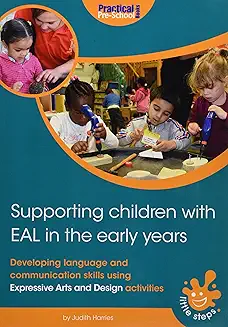 Practical
Pre-School
Books
Supporting children with
EAL in the early years
Developing language and
communication skills using
Expressive Arts and Design activities
by Judith Harries
little steps